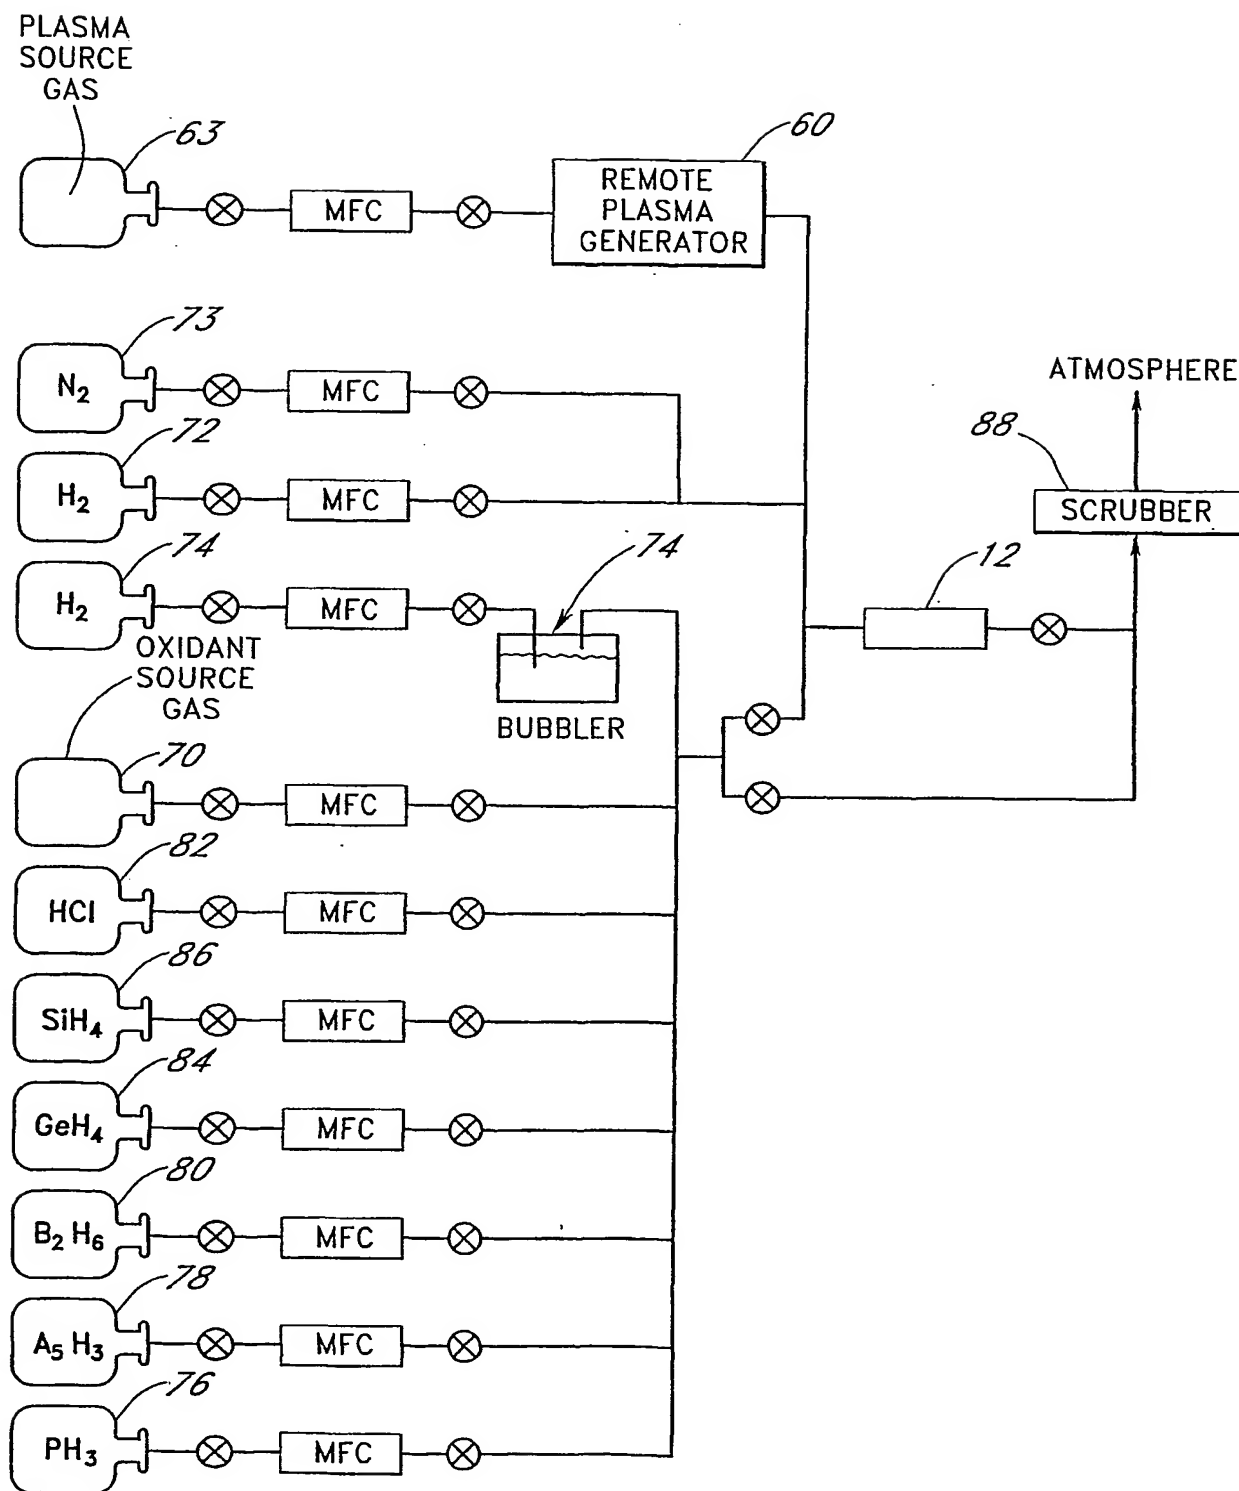 PLASMA
SOURCE
GAS
63
60
MFC
REMOTE
PLASMA
GENERATOR
73
N₂
MFC
ATMOSPHERE
72
H₂
MFC
88
SCRUBBER
74
H₂
MFC
74
12
OXIDANT
SOURCE
GAS
BUBBLER
70
MFC
82
HCl
MFC
86
SiH₄
MFC
84
GeH₄
MFC
80
B₂ H₆
MFC
78
A₅ H₃
MFC
76
PH₃
MFC